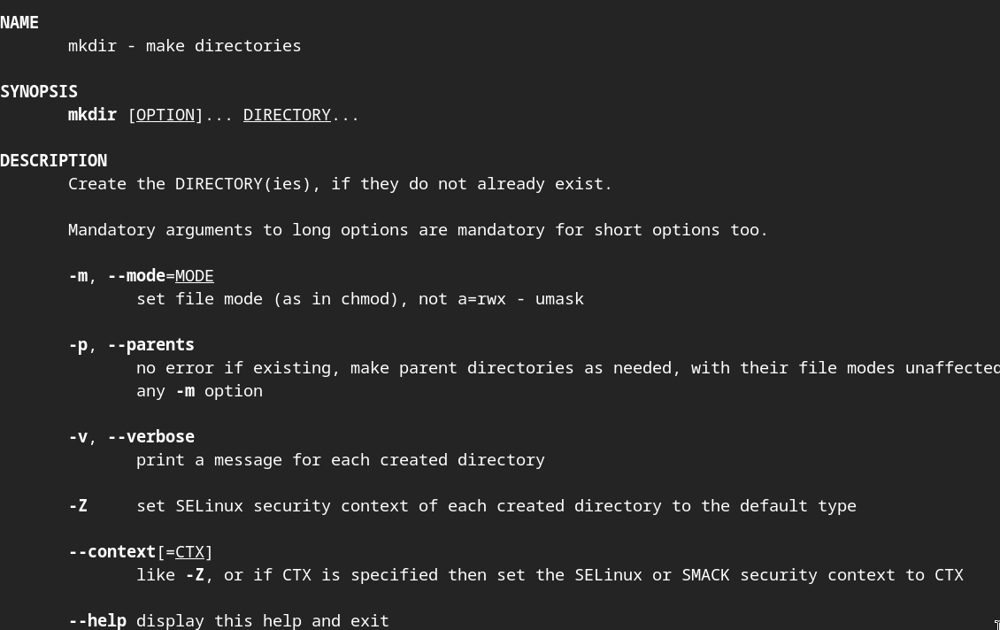 NAME
mkdir - make directories
SYNOPSIS
mkdir [OPTION]... DIRECTORY...
DESCRIPTION
Create the DIRECTORY(ies), if they do not already exist.
Mandatory arguments to long options are mandatory for short options too.
-m, --mode=MODE
set file mode (as in chmod), not a=rwx - umask
-p, --parents
no error if existing, make parent directories as needed, with their file modes unaffected
any -m option
-v, --verbose
print a message for each created directory
-Z set SELinux security context of each created directory to the default type
--context[=CTX]
like -Z, or if CTX is specified then set the SELinux or SMACK security context to CTX
--help display this help and exit